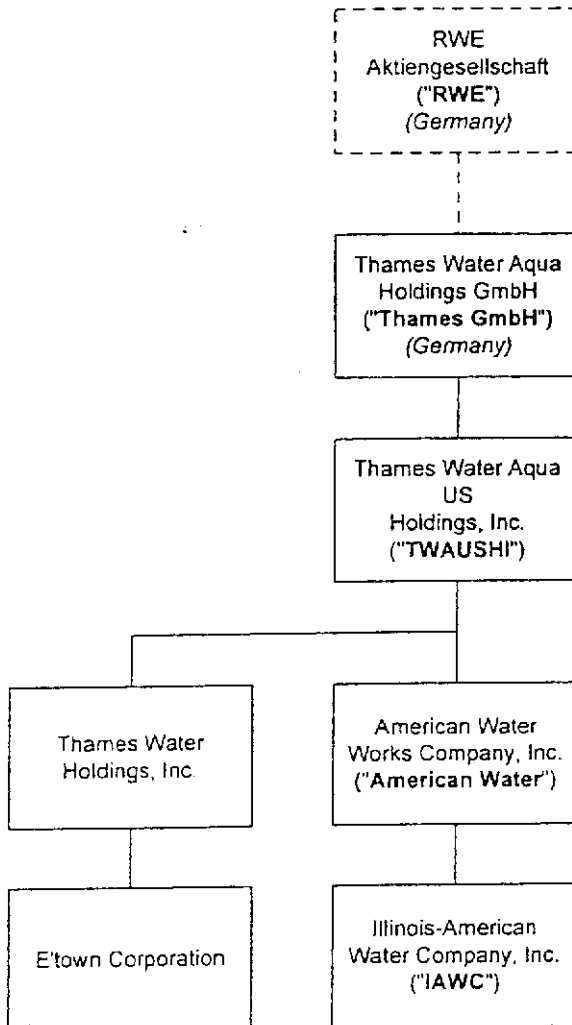 RWE
Aktiengesellschaft
("RWE")
(Germany)
Thames Water Aqua
Holdings GmbH
("Thames GmbH")
(Germany)
Thames Water Aqua
US
Holdings, Inc.
("TWAUSHI")
Thames Water
Holdings, Inc.
American Water
Works Company, Inc.
("American Water")
E'town Corporation
Illinois-American
Water Company, Inc.
("IAWC")